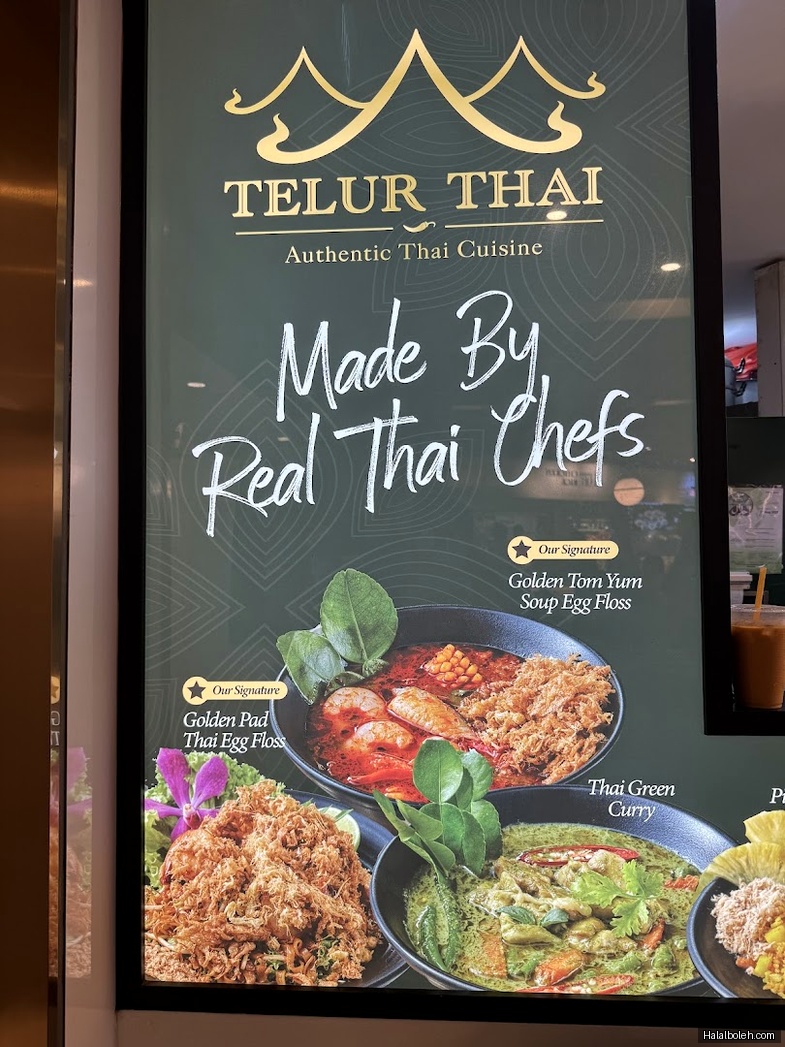 TELUR THAI
Authentic Thai Cuisine
Made By
Real Thai Chefs
Our Signature
Golden Tom Yum
Soup Egg Floss
Our Signature
Golden Pad
Thai Egg Floss
Thai Green
Curry
Halalboleh.com